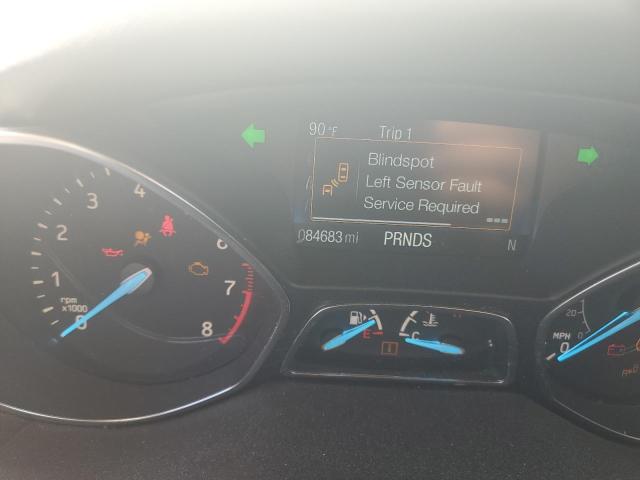 90 °F Trip 1
Blindspot
Left Sensor Fault
Service Required
084683 mi PRNDS N
4
3
2
1
0
6
7
8
rpm
x1000
E
C
20
0
MPH
0